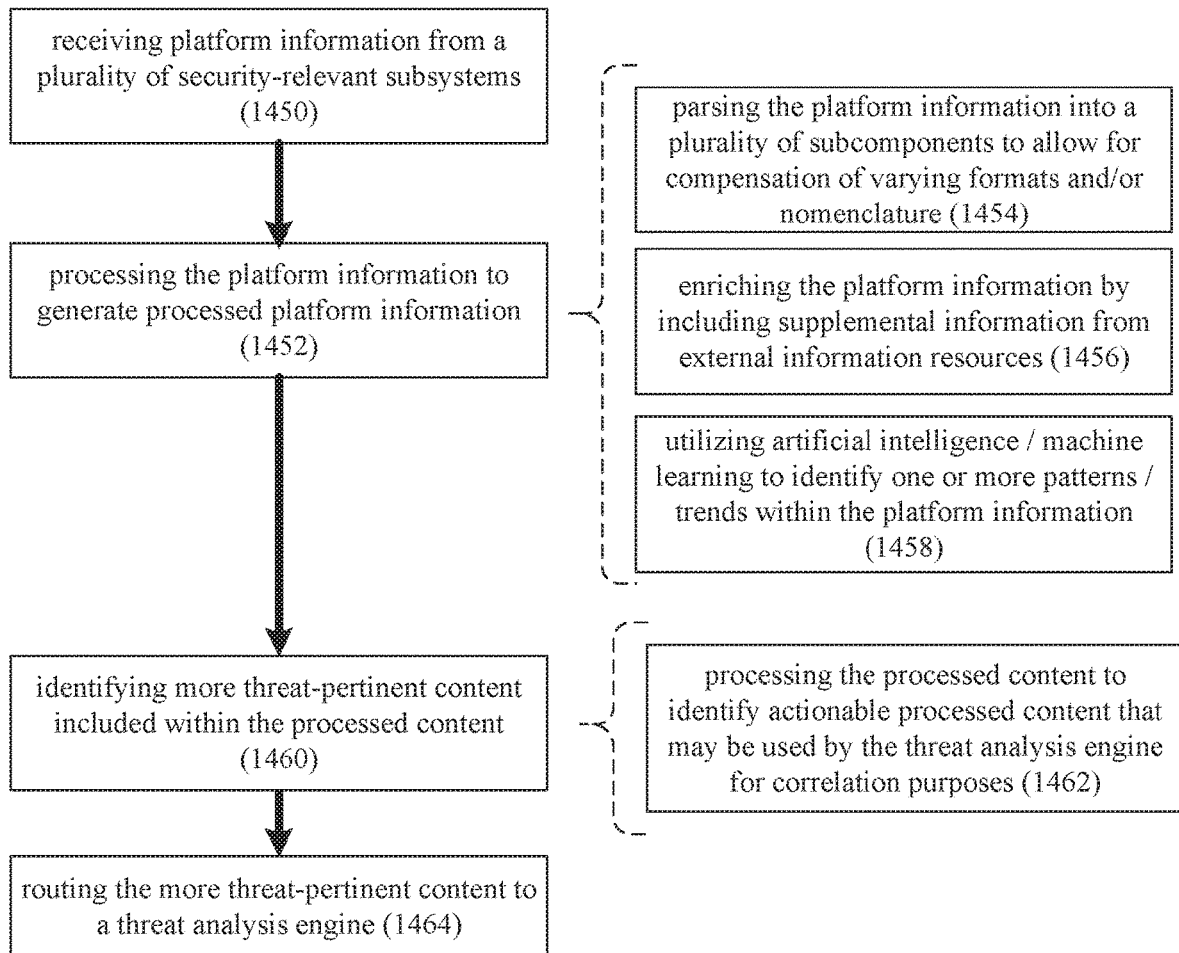 receiving platform information from a
plurality of security-relevant subsystems
(1450)
processing the platform information to
generate processed platform information
(1452)
parsing the platform information into a
plurality of subcomponents to allow for
compensation of varying formats and/or
nomenclature (1454)
enriching the platform information by
including supplemental information from
external information resources (1456)
utilizing artificial intelligence / machine
learning to identify one or more patterns /
trends within the platform information
(1458)
identifying more threat-pertinent content
included within the processed content
(1460)
processing the processed content to
identify actionable processed content that
may be used by the threat analysis engine
for correlation purposes (1462)
routing the more threat-pertinent content to
a threat analysis engine (1464)